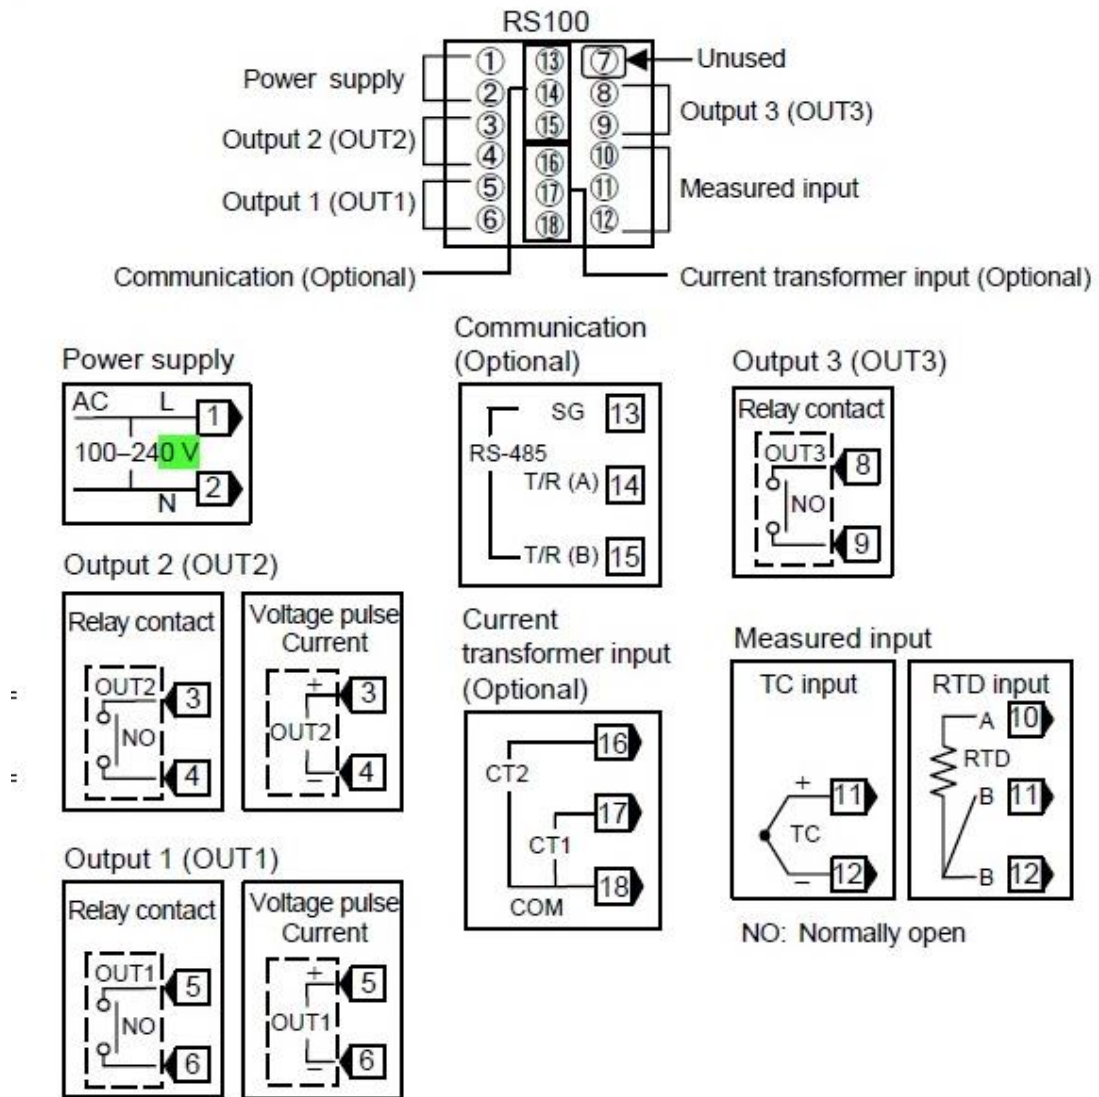 RS100
① ⑬ ⑦ Unused
Power supply
② ⑭ ⑧
Output 3 (OUT3)
③ ⑮ ⑨
Output 2 (OUT2)
④ ⑯ ⑩
⑤ ⑰ ⑪ Measured input
Output 1 (OUT1)
⑥ ⑱ ⑫
Communication (Optional)
Current transformer input (Optional)
Power supply
AC L 1
100–240 V
N 2
Communication
(Optional)
SG 13
RS-485
T/R (A) 14
T/R (B) 15
Output 3 (OUT3)
Relay contact
OUT3 8
NO
9
Output 2 (OUT2)
Relay contact
OUT2 3
NO
4
Voltage pulse
Current
+ 3
OUT2
– 4
Current
transformer input
(Optional)
16
CT2
17
CT1
18
COM
Measured input
TC input
+ 11
TC
– 12
RTD input
A 10
RTD
B 11
B 12
NO: Normally open
Output 1 (OUT1)
Relay contact
OUT1 5
NO
6
Voltage pulse
Current
+ 5
OUT1
– 6